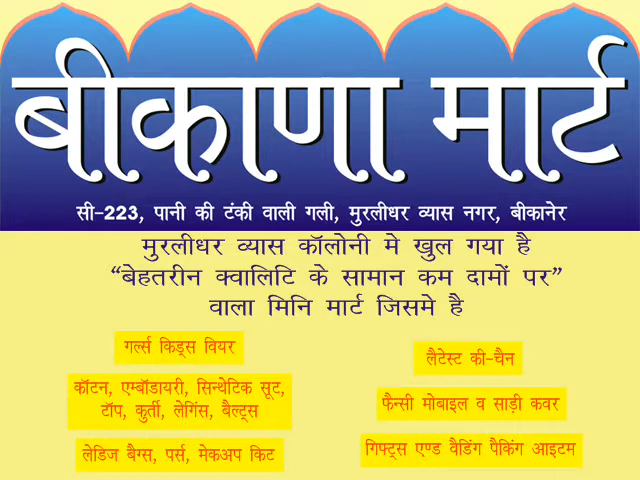 बीकाणा मार्ट
सी-223, पानी की टंकी वाली गली, मुरलीधर व्यास नगर, बीकानेर
मुरलीधर व्यास कॉलोनी मे खुल गया है
“बेहतरीन क्वालिटि के सामान कम दामों पर”
वाला मिनि मार्ट जिसमे है
गर्ल्स किड्स वियर
कॉटन, एम्बॉडायरी, सिन्थेटिक सूट,
टॉप, कुर्ती, लेगिंस, बैल्ट्स
लेडिज बैग्स, पर्स, मेकअप किट
लैटेस्ट की-चैन
फैन्सी मोबाइल व साड़ी कवर
गिफ्ट्स एण्ड वैडिंग पैकिंग आइटम